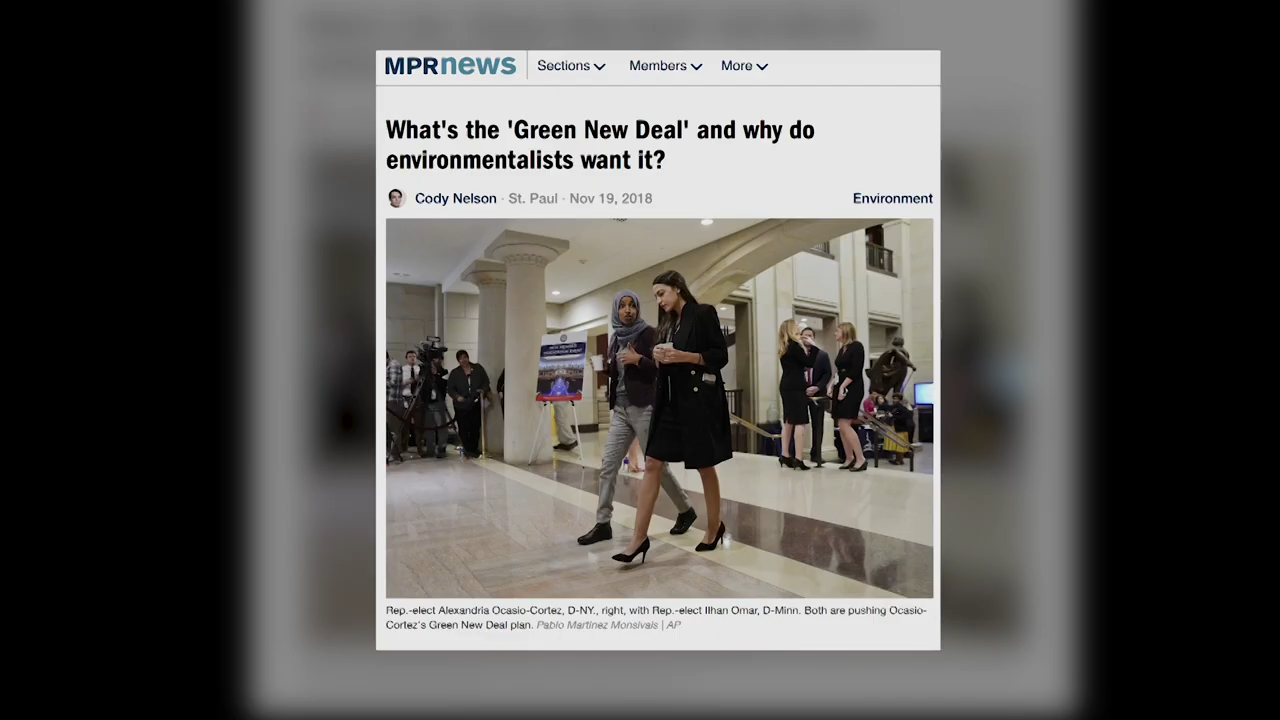 MPRnews
Sections
Members
More
What's the 'Green New Deal' and why do
environmentalists want it?
Cody Nelson · St. Paul · Nov 19, 2018
Environment
Rep.-elect Alexandria Ocasio-Cortez, D-NY., right, with Rep.-elect Ilhan Omar, D-Minn. Both are pushing Ocasio-
Cortez's Green New Deal plan. Pablo Martinez Monsivais | AP